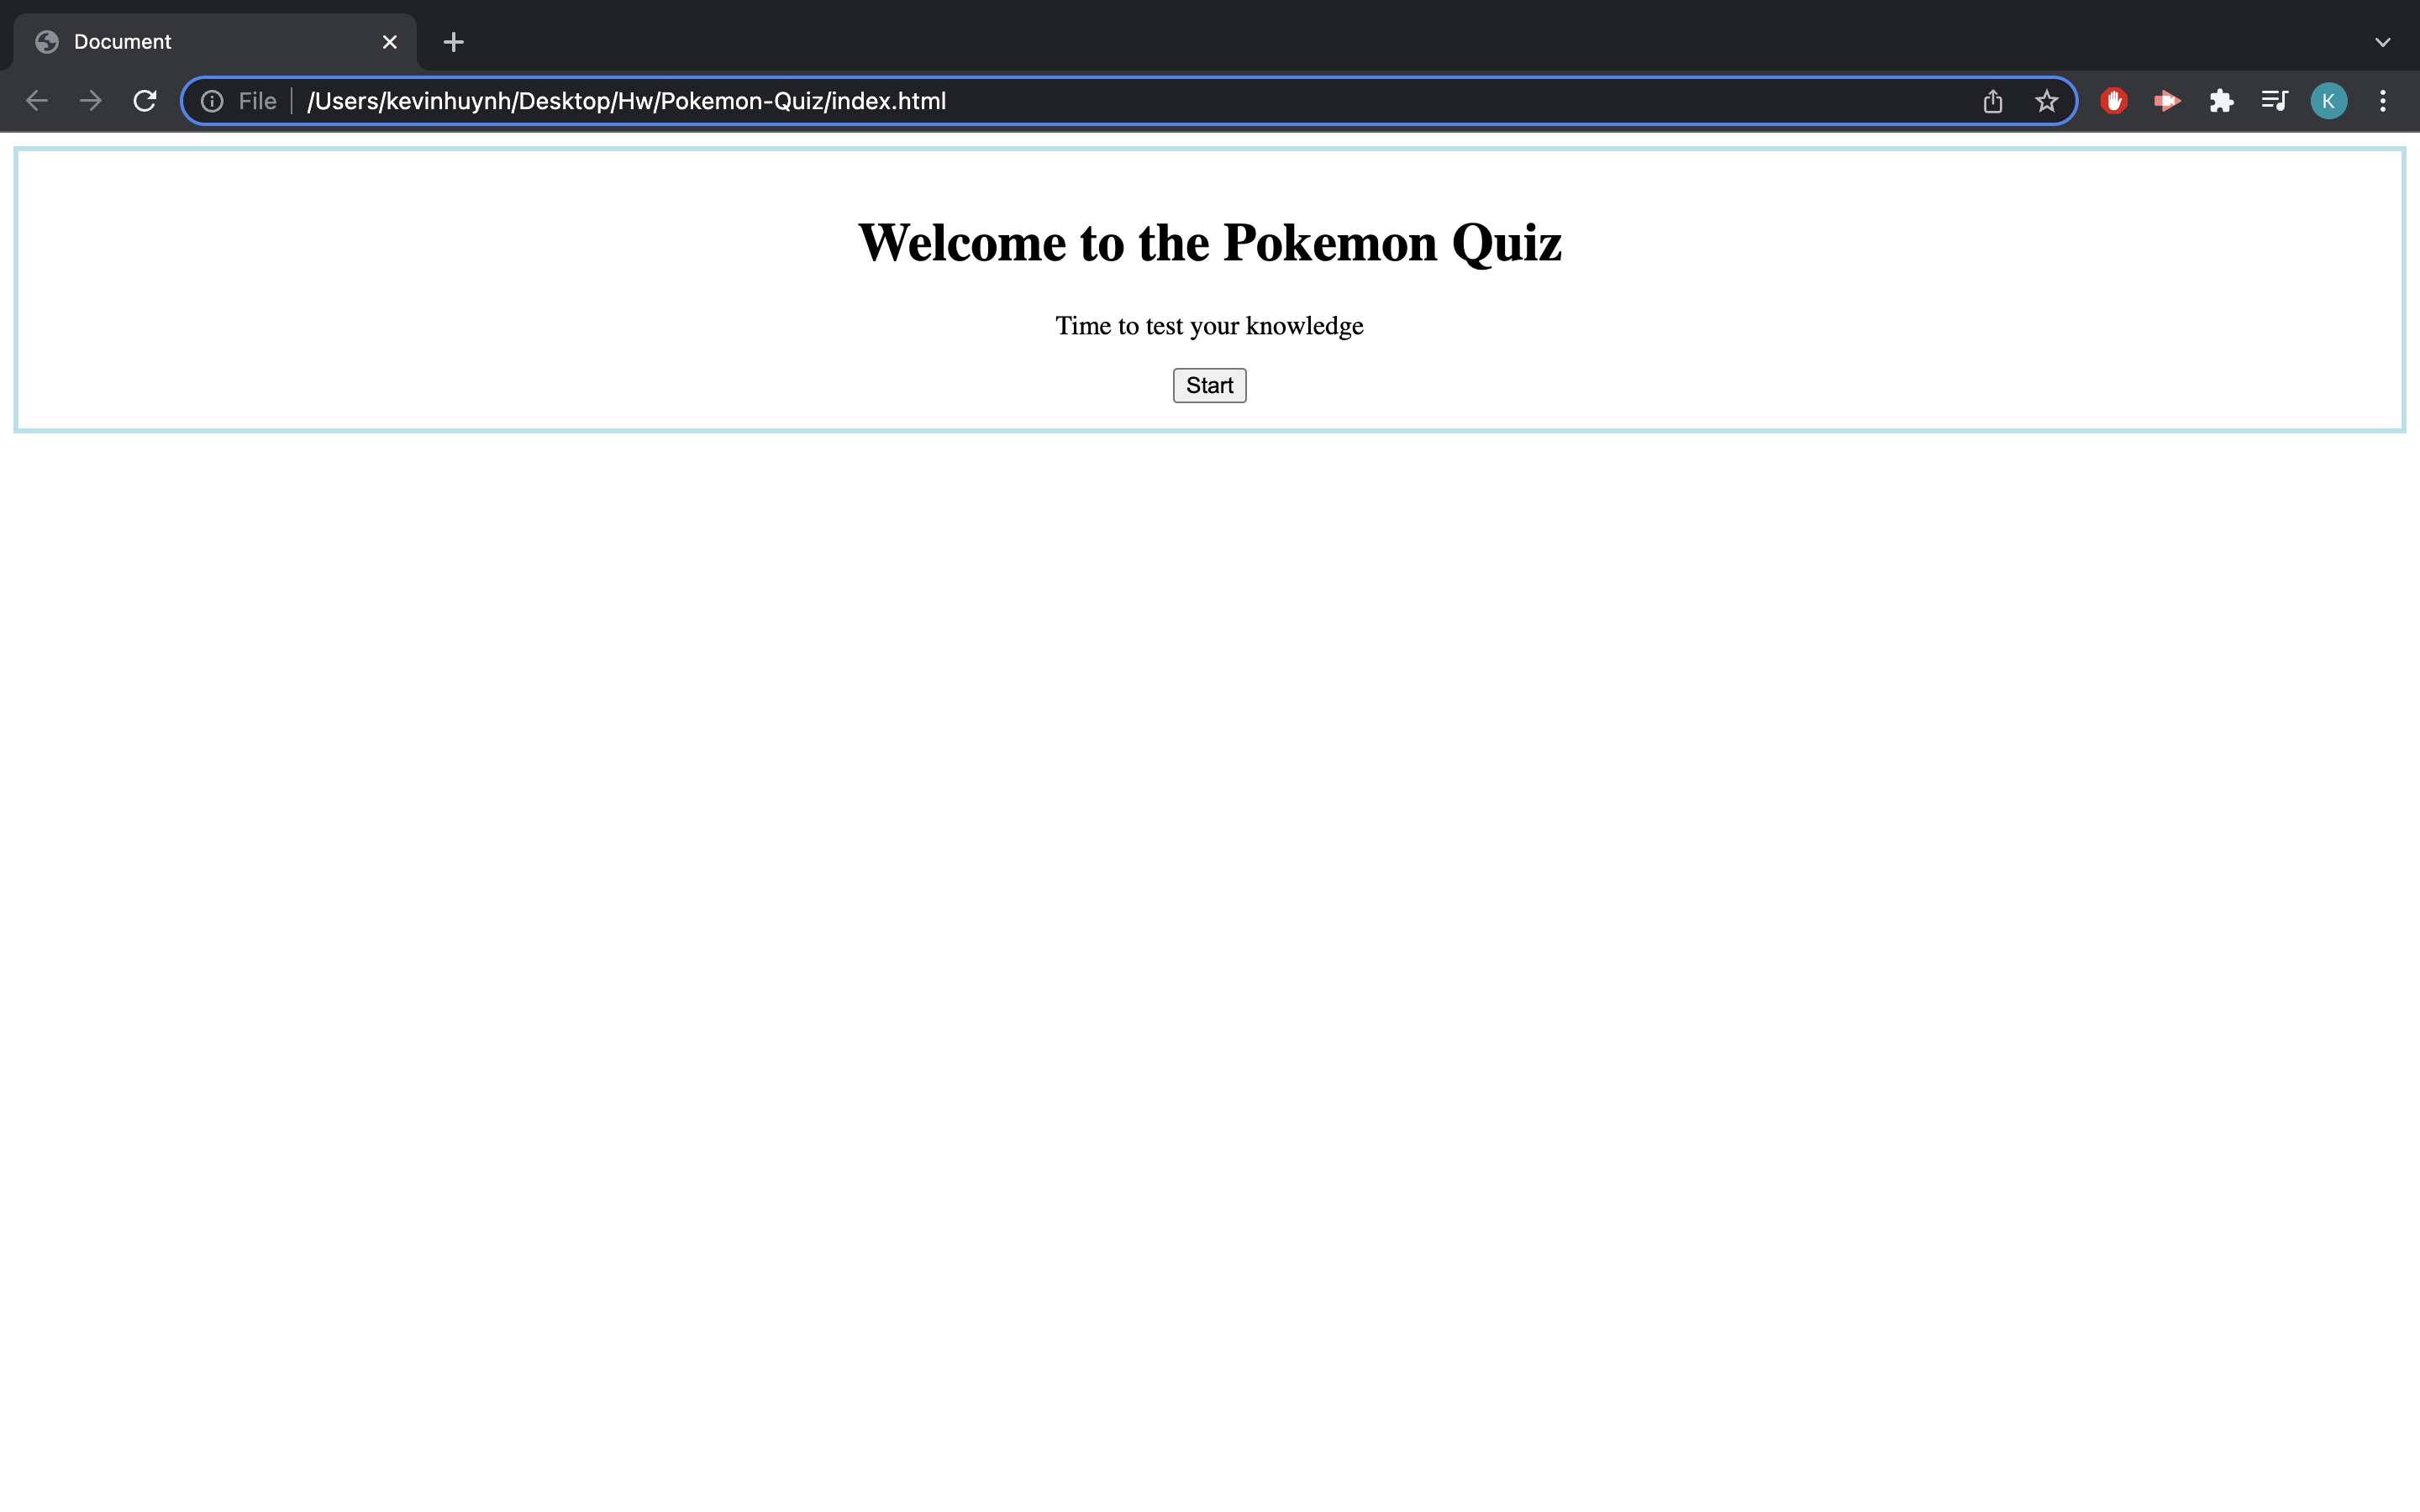 Document
File | /Users/kevinhuynh/Desktop/Hw/Pokemon-Quiz/index.html
K
Welcome to the Pokemon Quiz
Time to test your knowledge
Start